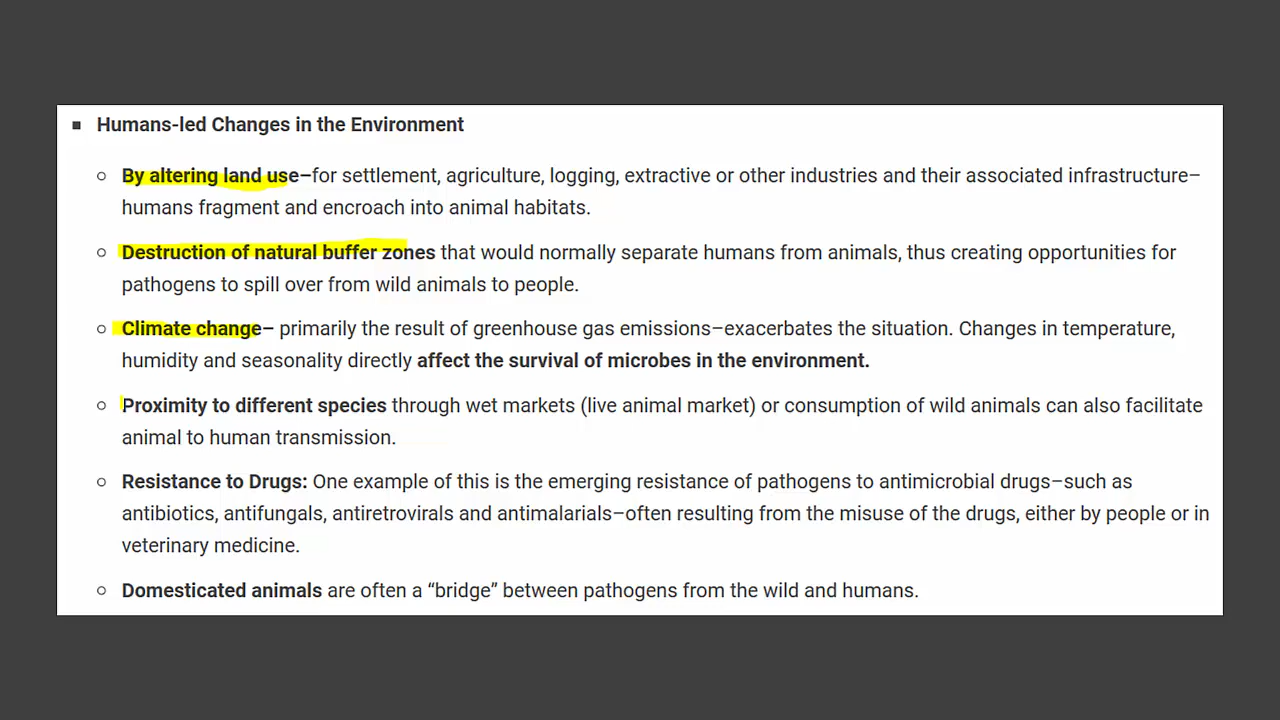 Humans-led Changes in the Environment
By altering land use–for settlement, agriculture, logging, extractive or other industries and their associated infrastructure–
humans fragment and encroach into animal habitats.
Destruction of natural buffer zones that would normally separate humans from animals, thus creating opportunities for
pathogens to spill over from wild animals to people.
Climate change– primarily the result of greenhouse gas emissions–exacerbates the situation. Changes in temperature,
humidity and seasonality directly affect the survival of microbes in the environment.
Proximity to different species through wet markets (live animal market) or consumption of wild animals can also facilitate
animal to human transmission.
Resistance to Drugs: One example of this is the emerging resistance of pathogens to antimicrobial drugs–such as
antibiotics, antifungals, antiretrovirals and antimalarials–often resulting from the misuse of the drugs, either by people or in
veterinary medicine.
Domesticated animals are often a “bridge” between pathogens from the wild and humans.